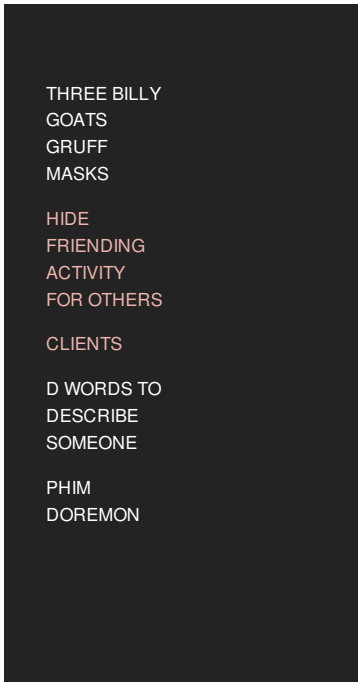 THREE BILLY
GOATS
GRUFF
MASKS
HIDE
FRIENDING
ACTIVITY
FOR OTHERS
CLIENTS
D WORDS TO
DESCRIBE
SOMEONE
PHIM
DOREMON